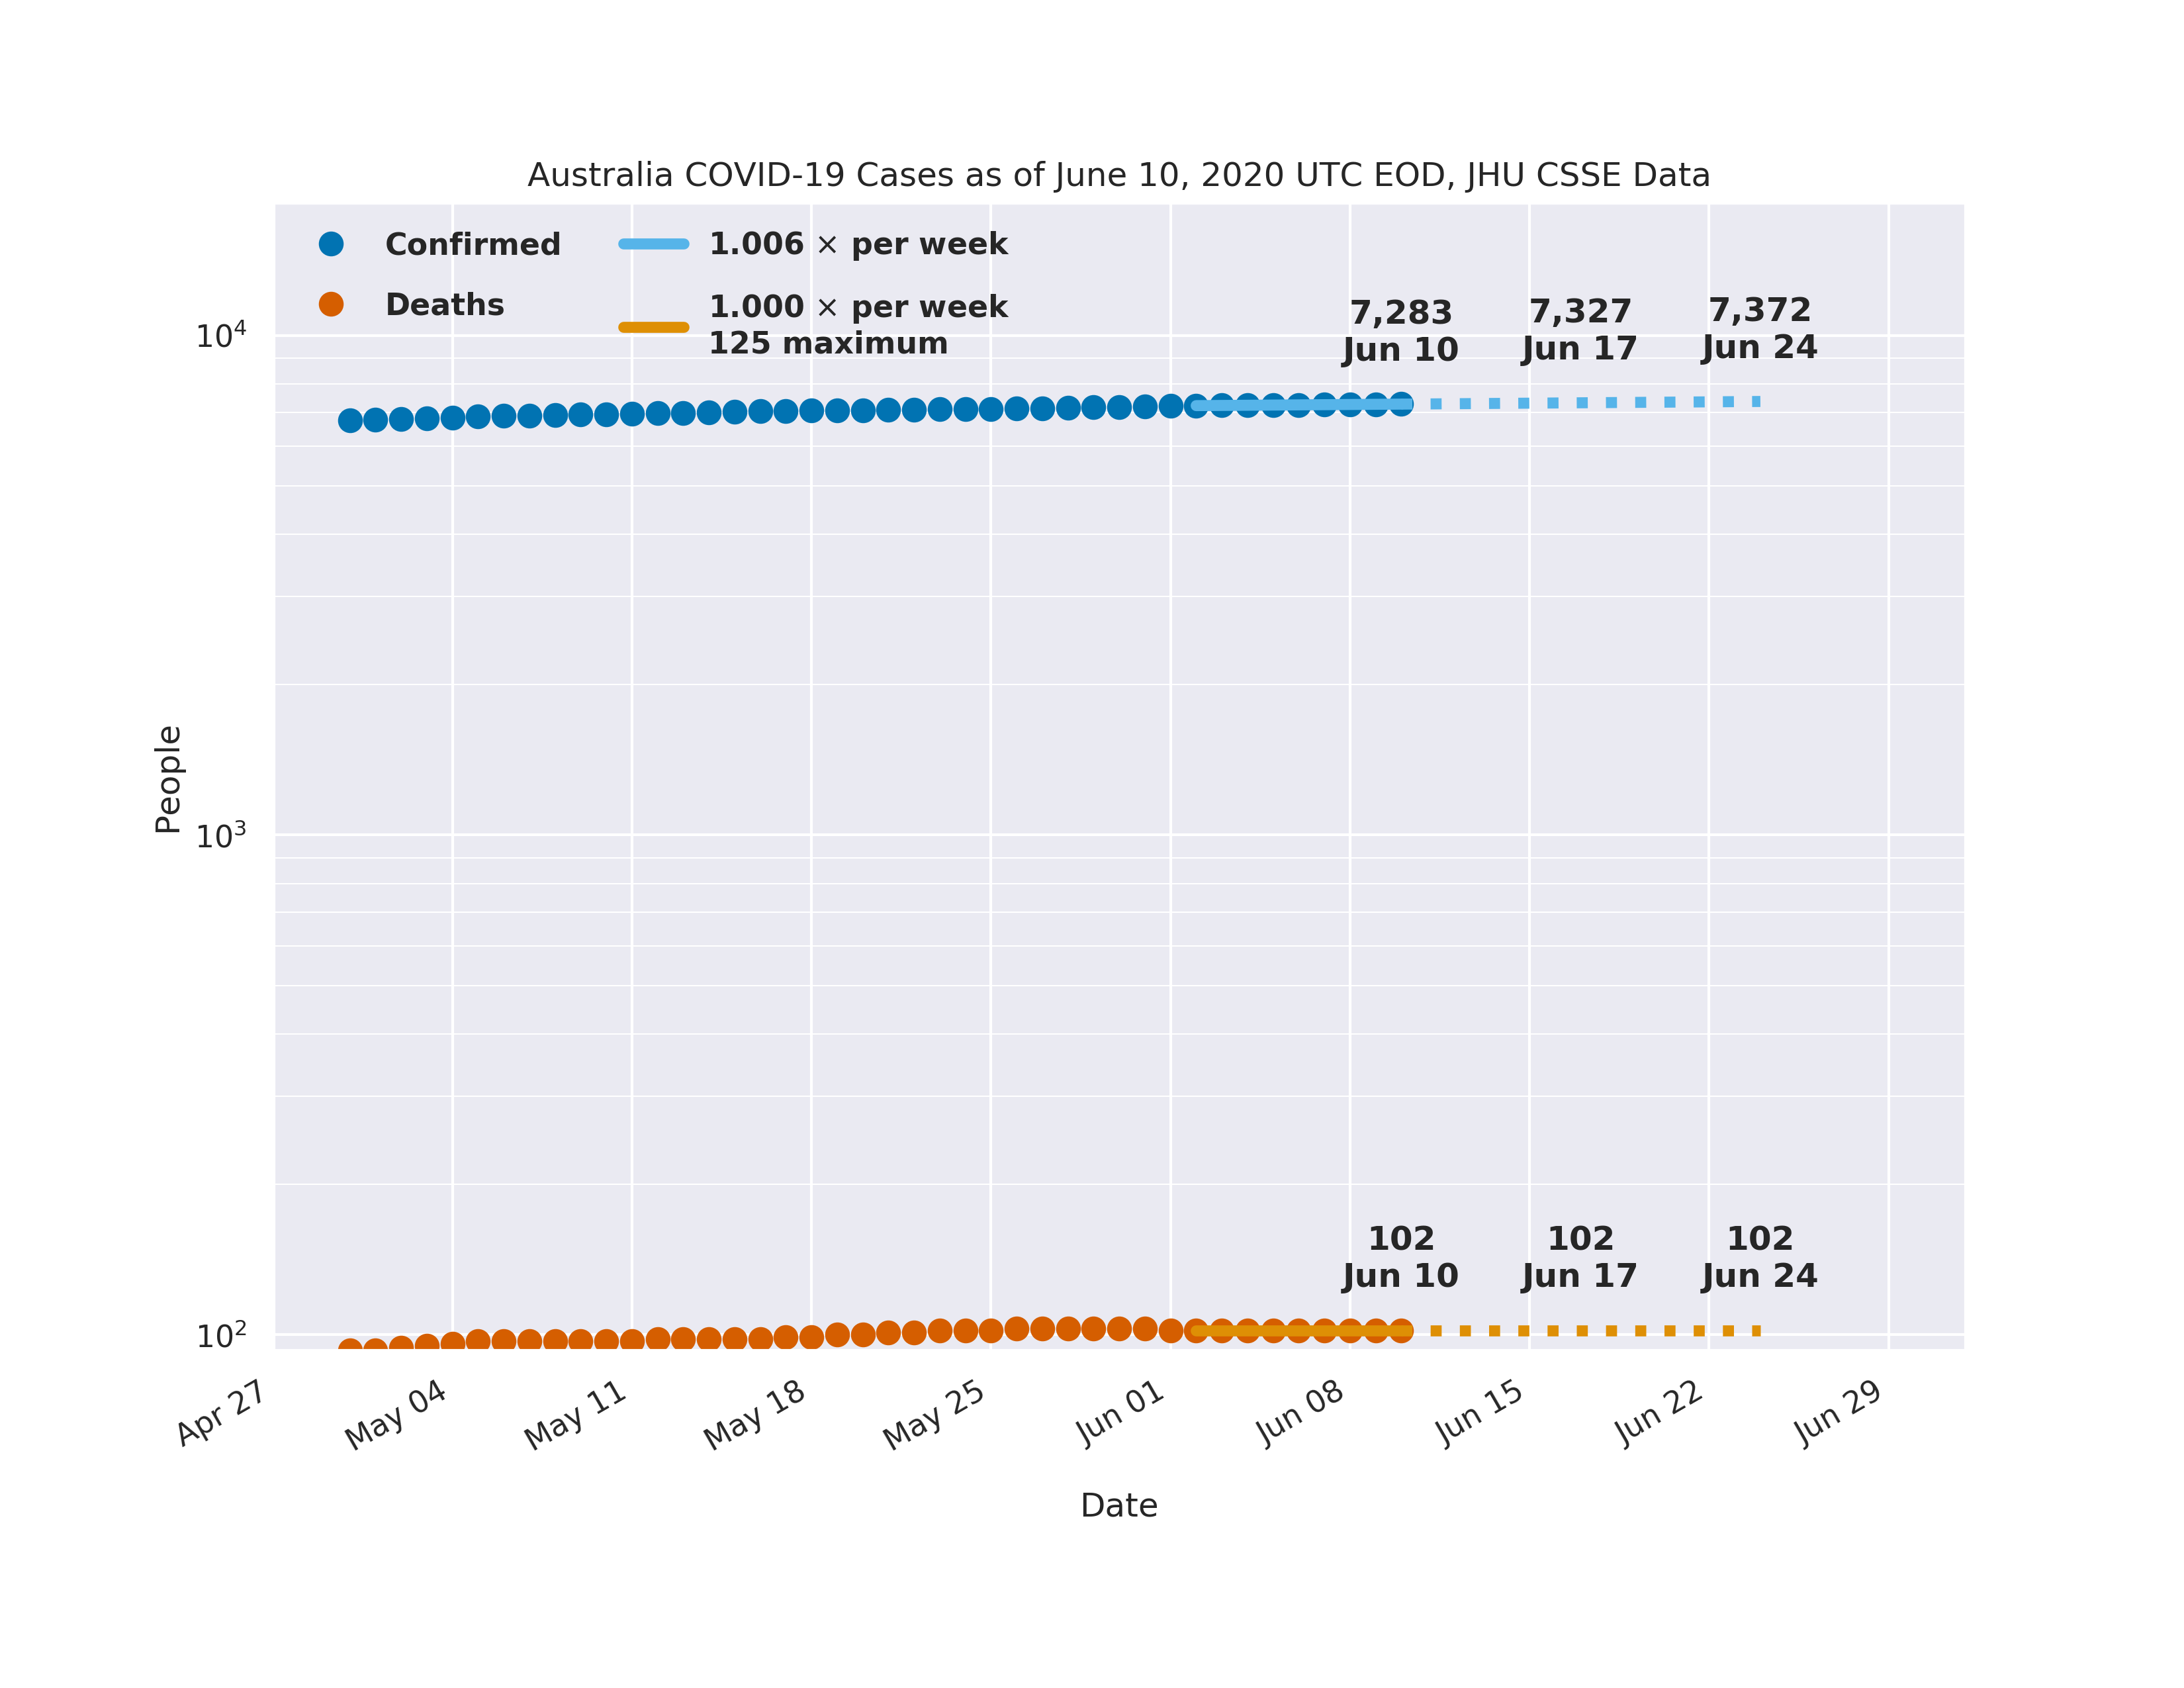 Australia COVID-19 Cases as of June 10, 2020 UTC EOD, JHU CSSE Data
Confirmed
Deaths
1.006 × per week
1.000 × per week
125 maximum
7,283
Jun 10
7,327
Jun 17
7,372
Jun 24
10⁴
10³
10²
People
102
Jun 10
102
Jun 17
102
Jun 24
Apr 27
May 04
May 11
May 18
May 25
Jun 01
Jun 08
Jun 15
Jun 22
Jun 29
Date